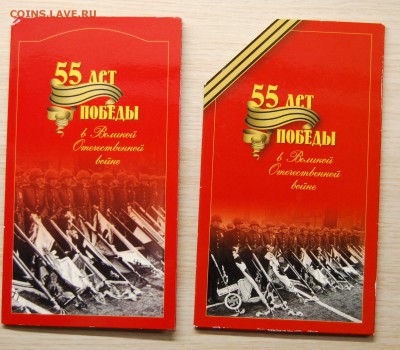 COINS.LAVE.RU
55 лет
ПОБЕДЫ
в Великой
Отечественной
войне
55 лет
ПОБЕДЫ
в Великой
Отечественной
войне